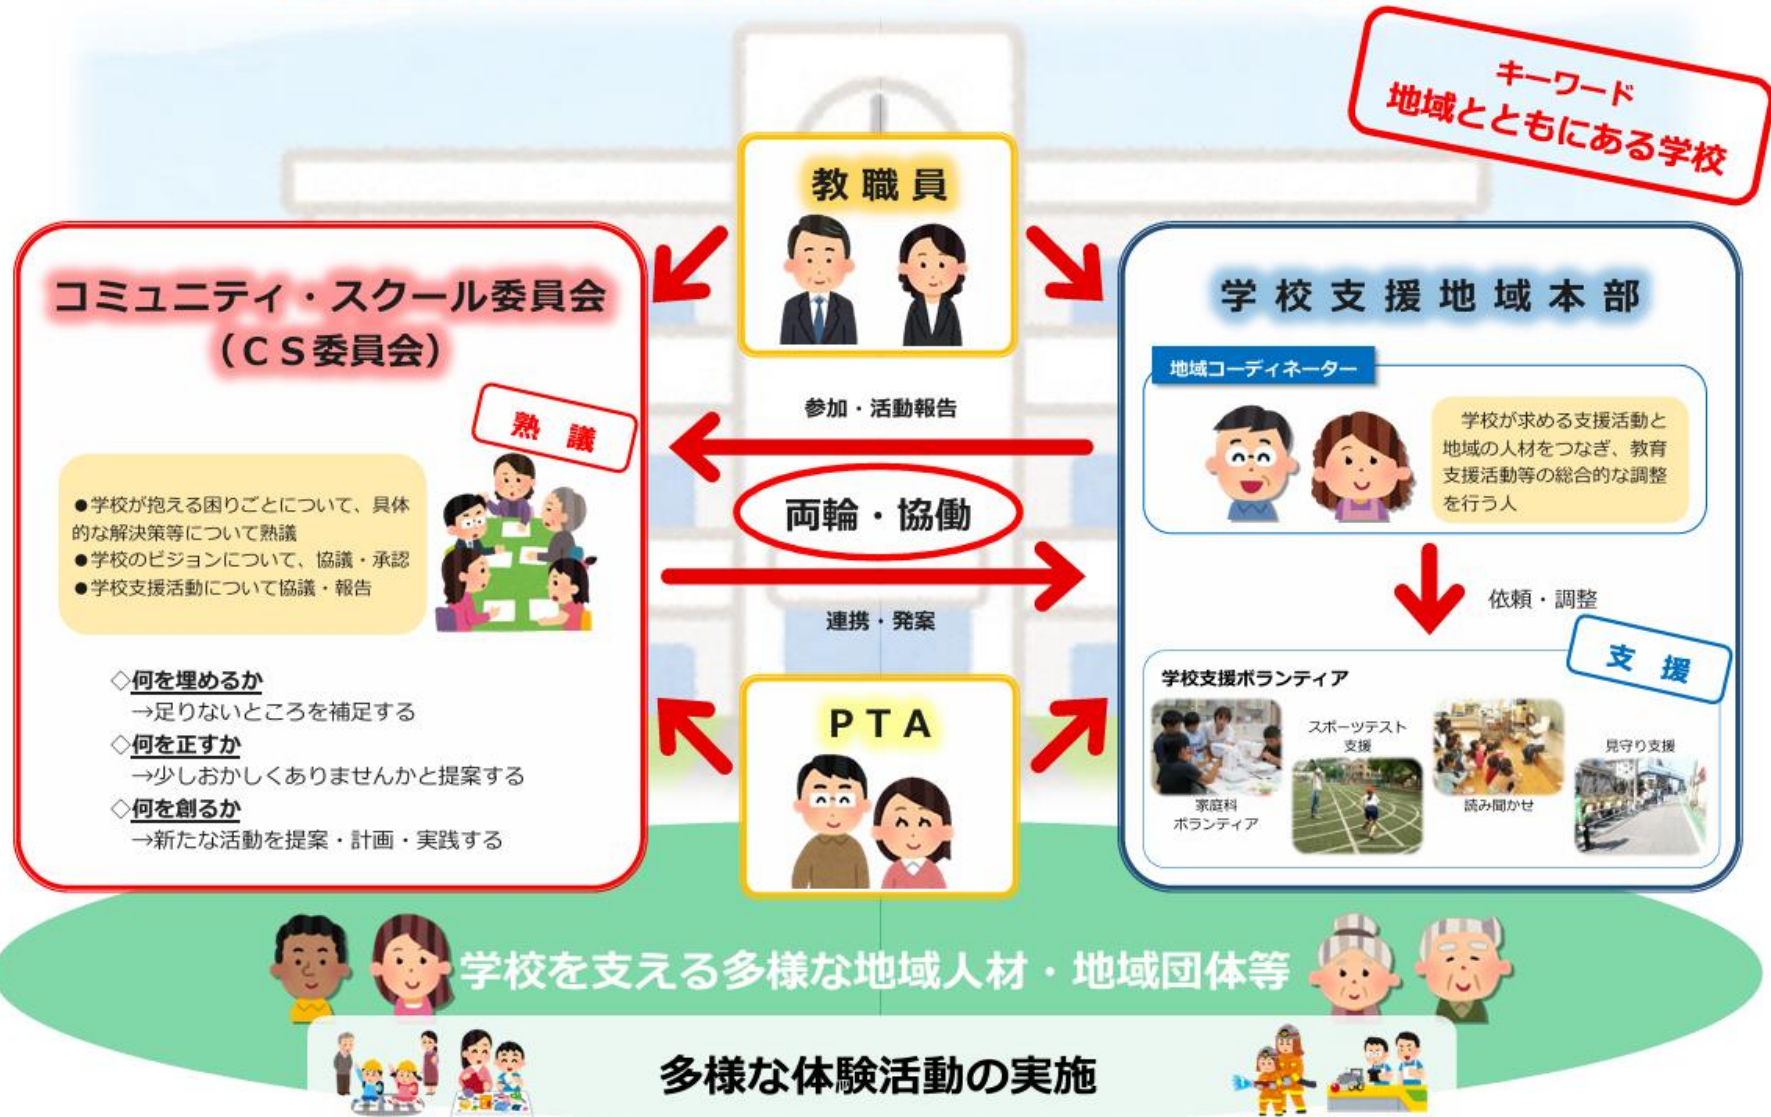 キーワード
地域とともにある学校
教職員
コミュニティ・スクール委員会
（ＣＳ委員会）
熟 議
●学校が抱える困りごとについて、具体
的な解決策等について熟議
●学校のビジョンについて、協議・承認
●学校支援活動について協議・報告
◇何を埋めるか
→足りないところを補足する
◇何を正すか
→少しおかしくありませんかと提案する
◇何を創るか
→新たな活動を提案・計画・実践する
参加・活動報告
両輪・協働
連携・発案
ＰＴＡ
学校支援地域本部
地域コーディネーター
学校が求める支援活動と
地域の人材をつなぎ、教育
支援活動等の総合的な調整
を行う人
依頼・調整
支 援
学校支援ボランティア
家庭科
ボランティア
スポーツテスト
支援
読み聞かせ
見守り支援
学校を支える多様な地域人材・地域団体等
多様な体験活動の実施